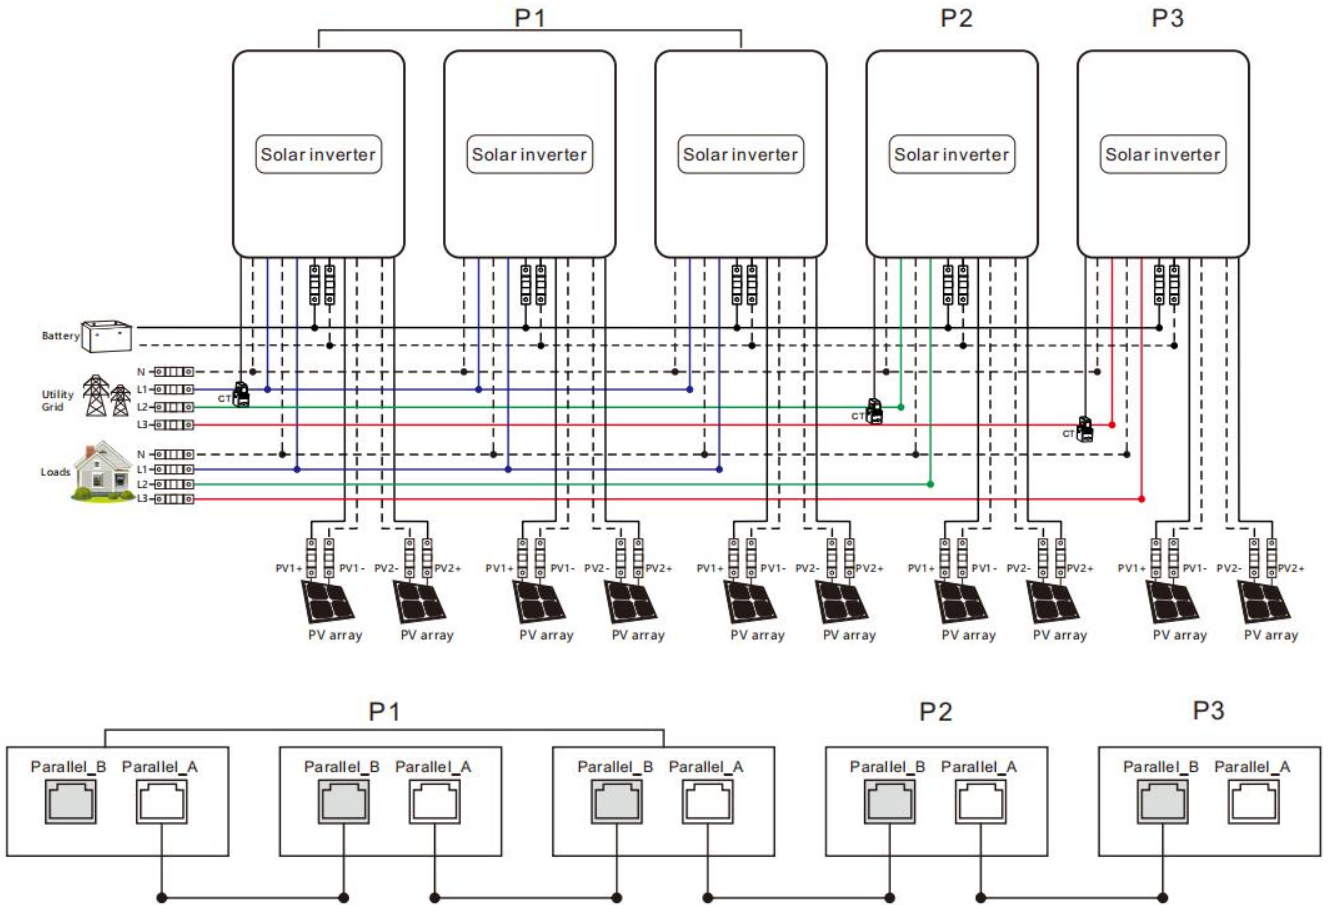 P1 P2 P3
Solar inverter Solar inverter Solar inverter Solar inverter Solar inverter
Battery
N
Utility Grid
L1
CT
L2
CT
L3
CT
N
Loads
L1
L2
L3
PV1+ PV1- PV2- PV2+ PV1+ PV1- PV2- PV2+ PV1+ PV1- PV2- PV2+ PV1+ PV1- PV2- PV2+ PV1+ PV1- PV2- PV2+
PV array PV array PV array PV array PV array PV array PV array PV array PV array PV array
P1 P2 P3
Parallel_B Parallel_A Parallel_B Parallel_A Parallel_B Parallel_A Parallel_B Parallel_A Parallel_B Parallel_A